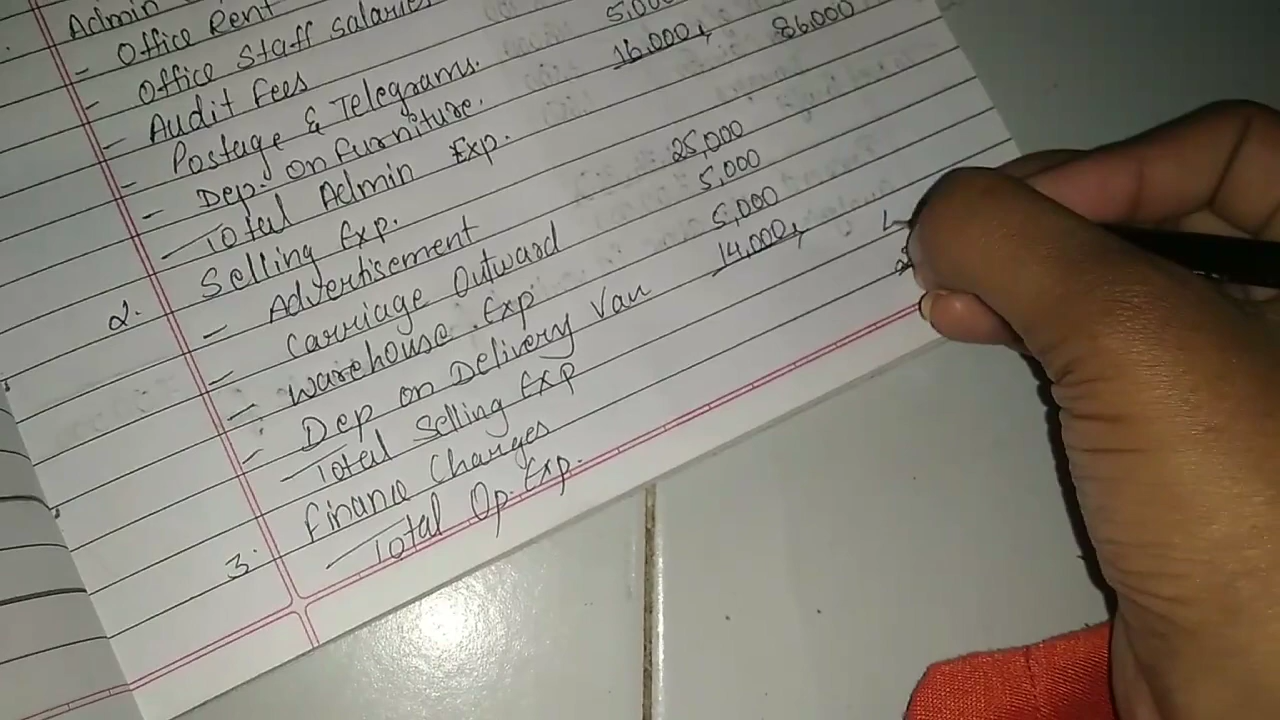 Admin
- Office Rent
- Office Staff salaries
- Audit Fees
- Postage & Telegrams. 5,000
- Dep. on furniture. 16,000
Total Admin Exp. 86,000
2. Selling Exp.
- Advertisement 25,000
- Carriage Outward 5,000
- Warehouse Exp 5,000
- Dep on Delivery Van 14,000
Total Selling Exp
3. Finance Charges
Total Op. Exp.